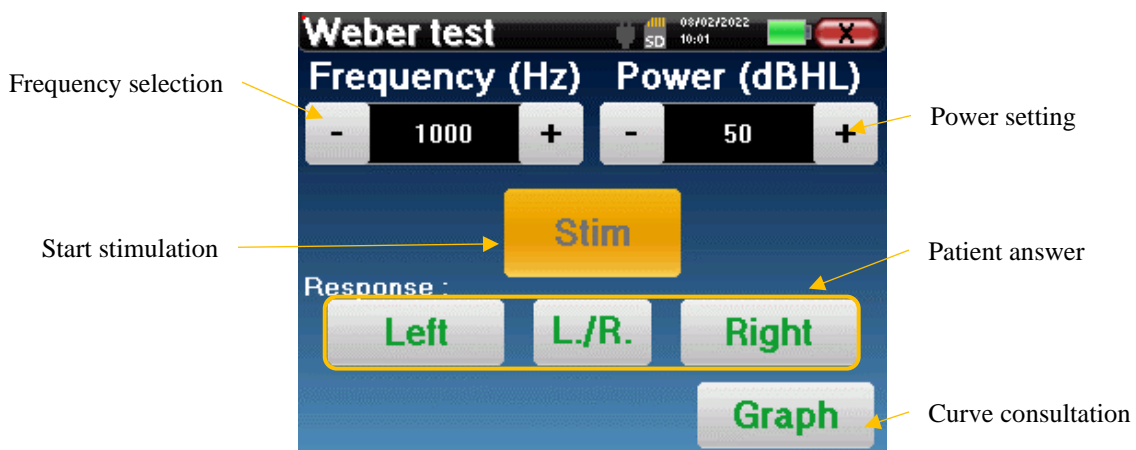 Weber test
SD
08/02/2022
10:01
X
Frequency (Hz)
Power (dBHL)
Frequency selection
- 1000 +
- 50 +
Power setting
Stim
Start stimulation
Patient answer
Response :
Left
L./R.
Right
Graph
Curve consultation